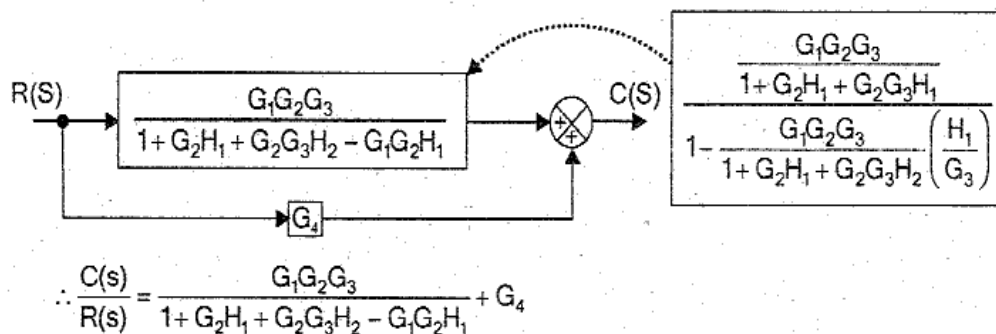 R(S)
G₁G₂G₃
1+G₂H₁+G₂G₃H₂−G₁G₂H₁
+
+
C(S)
G₄
G₁G₂G₃
1+G₂H₁+G₂G₃H₁
1- G₁G₂G₃ / 1+G₂H₁+G₂G₃H₂ (H₁/G₃)
∴ C(s)/R(s) = G₁G₂G₃ / 1+G₂H₁+G₂G₃H₂−G₁G₂H₁ + G₄